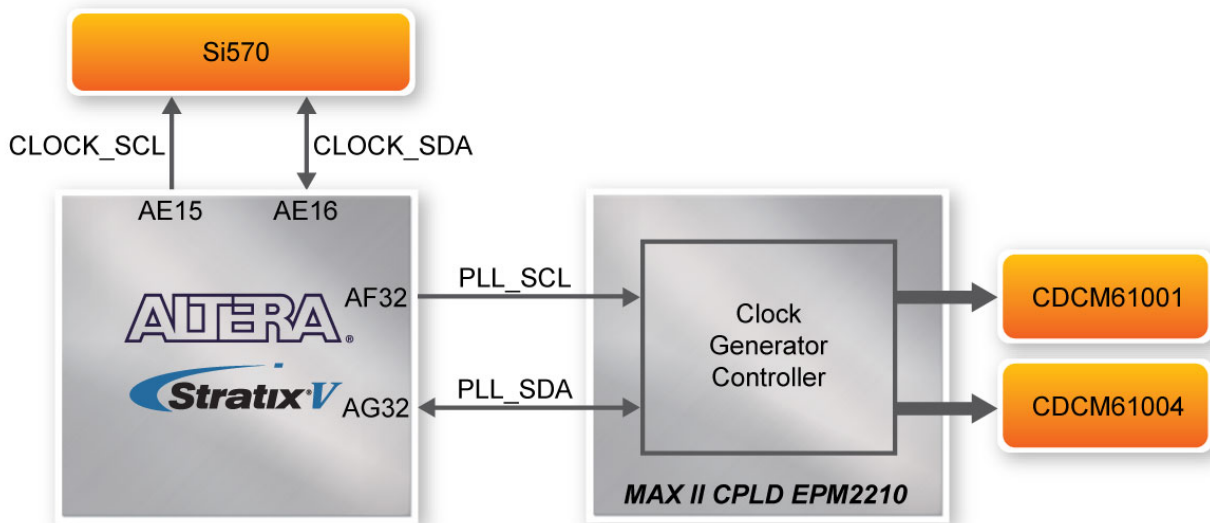 Si570
CLOCK_SCL
CLOCK_SDA
AE15
AE16
ALTERA®
Stratix®V
AF32
AG32
PLL_SCL
PLL_SDA
Clock
Generator
Controller
MAX II CPLD EPM2210
CDCM61001
CDCM61004